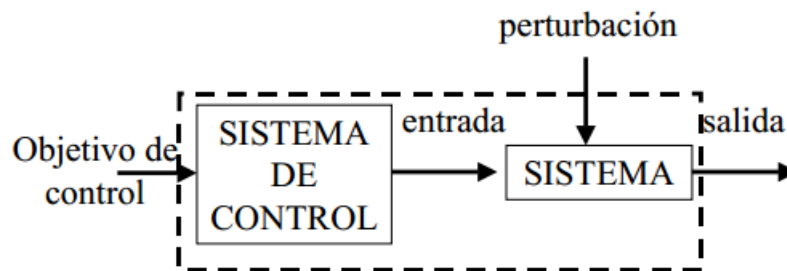 perturbación
Objetivo de
control
SISTEMA
DE
CONTROL
entrada
SISTEMA
salida